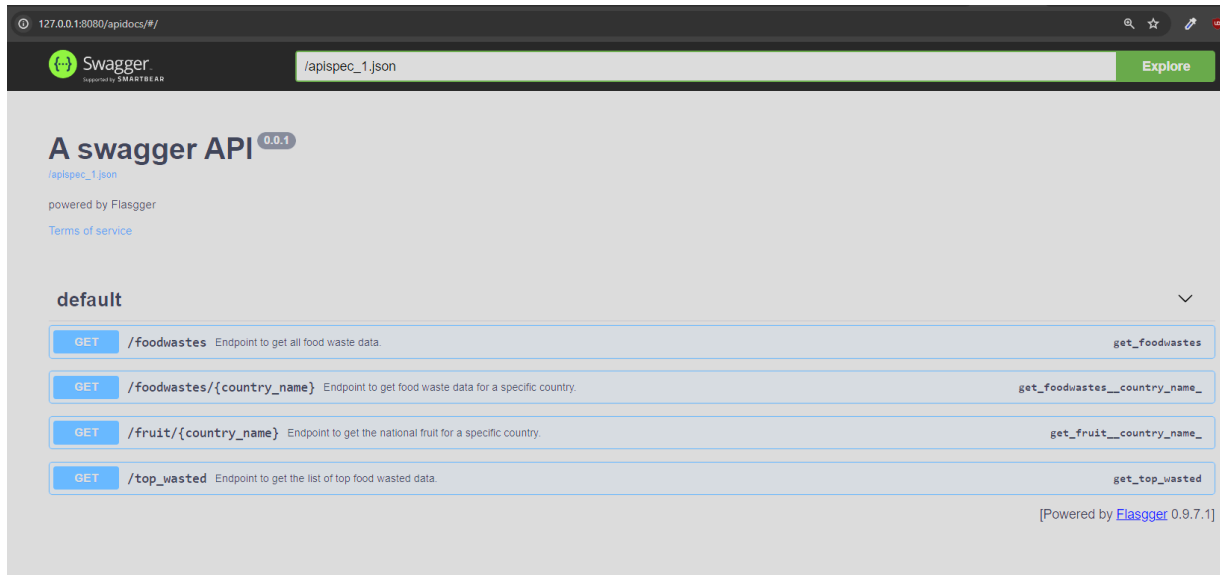 127.0.0.1:8080/apidocs/#/
Swagger.
Supported by SMARTBEAR
/apispec_1.json
Explore
A swagger API 0.0.1
/apispec_1.json
powered by Flasgger
Terms of service
default
GET /foodwastes Endpoint to get all food waste data. get_foodwastes
GET /foodwastes/{country_name} Endpoint to get food waste data for a specific country. get_foodwastes__country_name_
GET /fruit/{country_name} Endpoint to get the national fruit for a specific country. get_fruit__country_name_
GET /top_wasted Endpoint to get the list of top food wasted data. get_top_wasted
[Powered by Flasgger 0.9.7.1]